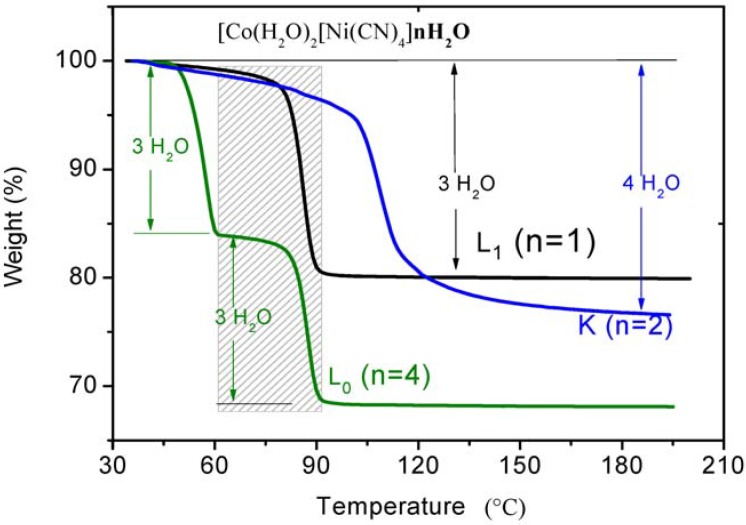 [Co(H₂O)₂[Ni(CN)₄]nH₂O
100
90
80
70
Weight (%)
3 H₂O
3 H₂O
3 H₂O
4 H₂O
L₁ (n=1)
K (n=2)
L₀ (n=4)
30 60 90 120 150 180 210
Temperature (°C)